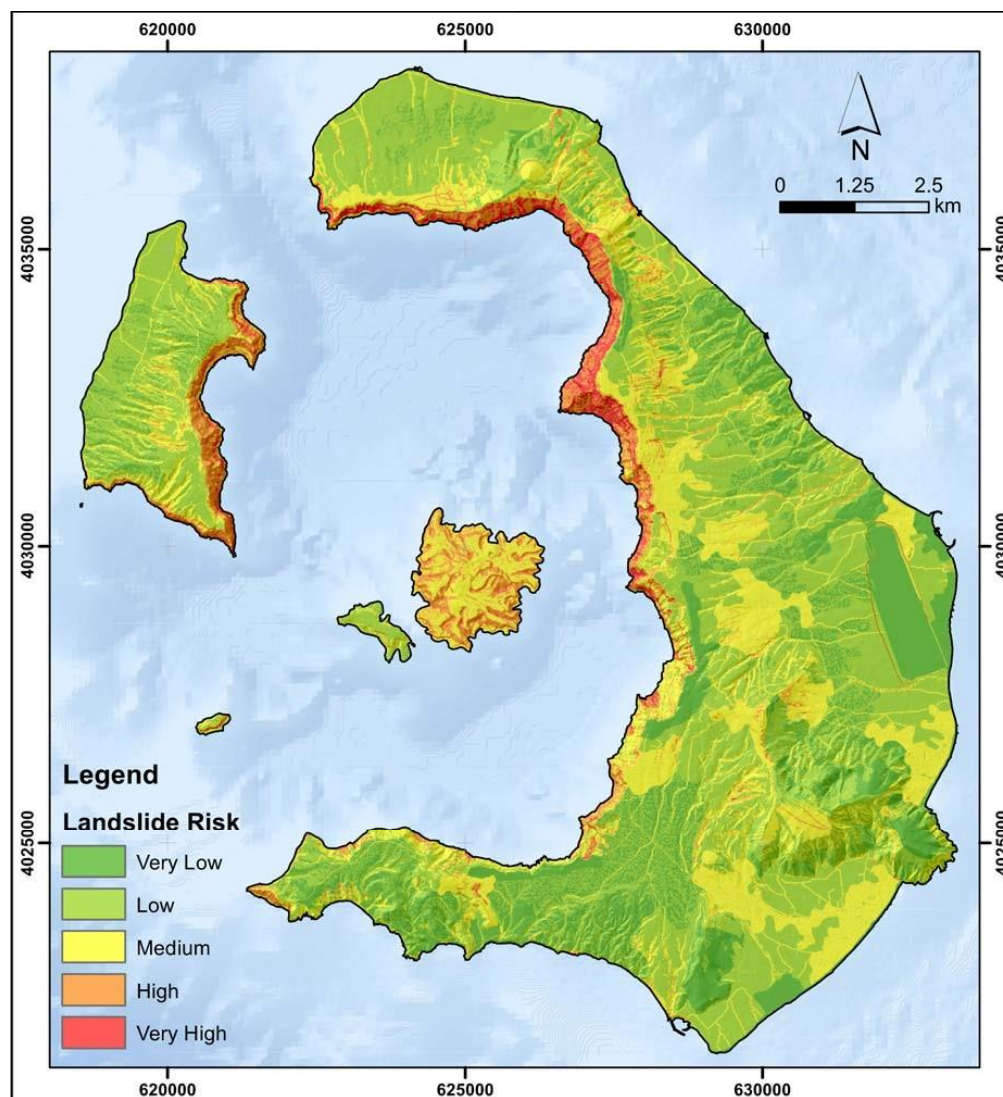 620000 625000 630000
N
0 1.25 2.5
km
4035000 4035000
4030000 4030000
Legend
Landslide Risk
4025000 4025000
Very Low
Low
Medium
High
Very High
620000 625000 630000